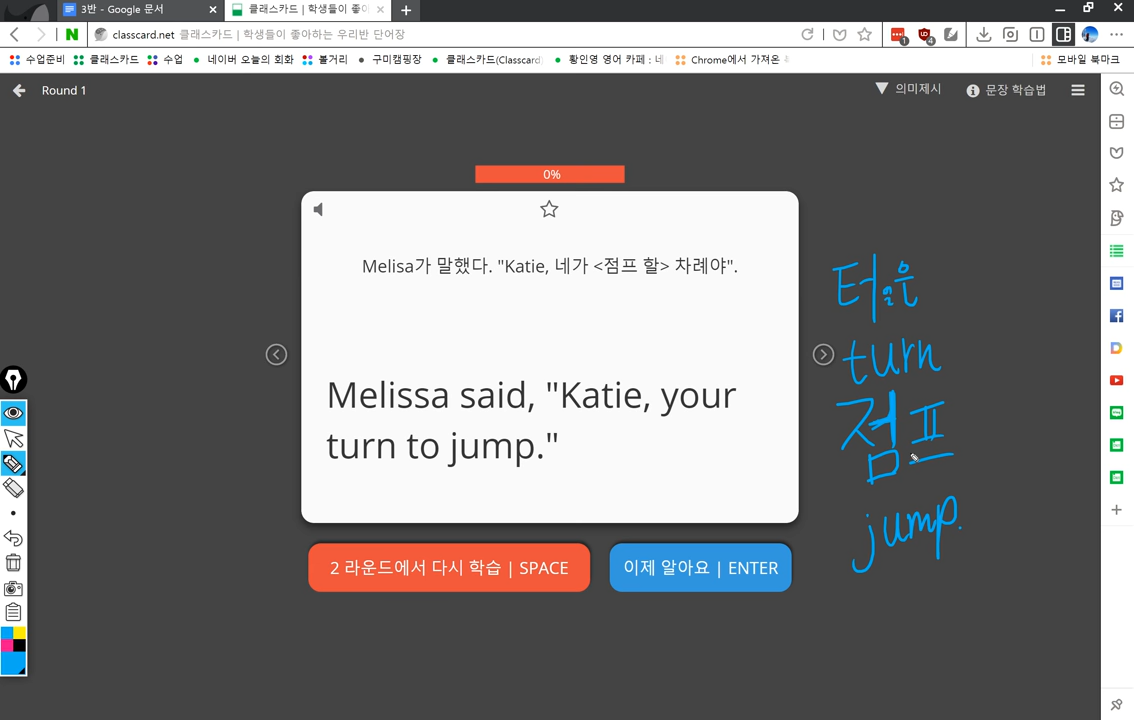 3반 - Google 문서
클래스카드 | 학생들이 좋아
classcard.net 클래스카드 | 학생들이 좋아하는 우리반 단어장
수업준비 클래스카드 수업 네이버 오늘의 회화 볼거리 구미캠핑장 클래스카드(Classcard) 황인영 영어 카페 : 네 Chrome에서 가져온 모바일 북마크
Round 1
의미제시 문장 학습법
0%
Melisa가 말했다. "Katie, 네가 <점프 할> 차례야".
Melissa said, "Katie, your
turn to jump."
2 라운드에서 다시 학습 | SPACE
이제 알아요 | ENTER
turn
점프
jump.